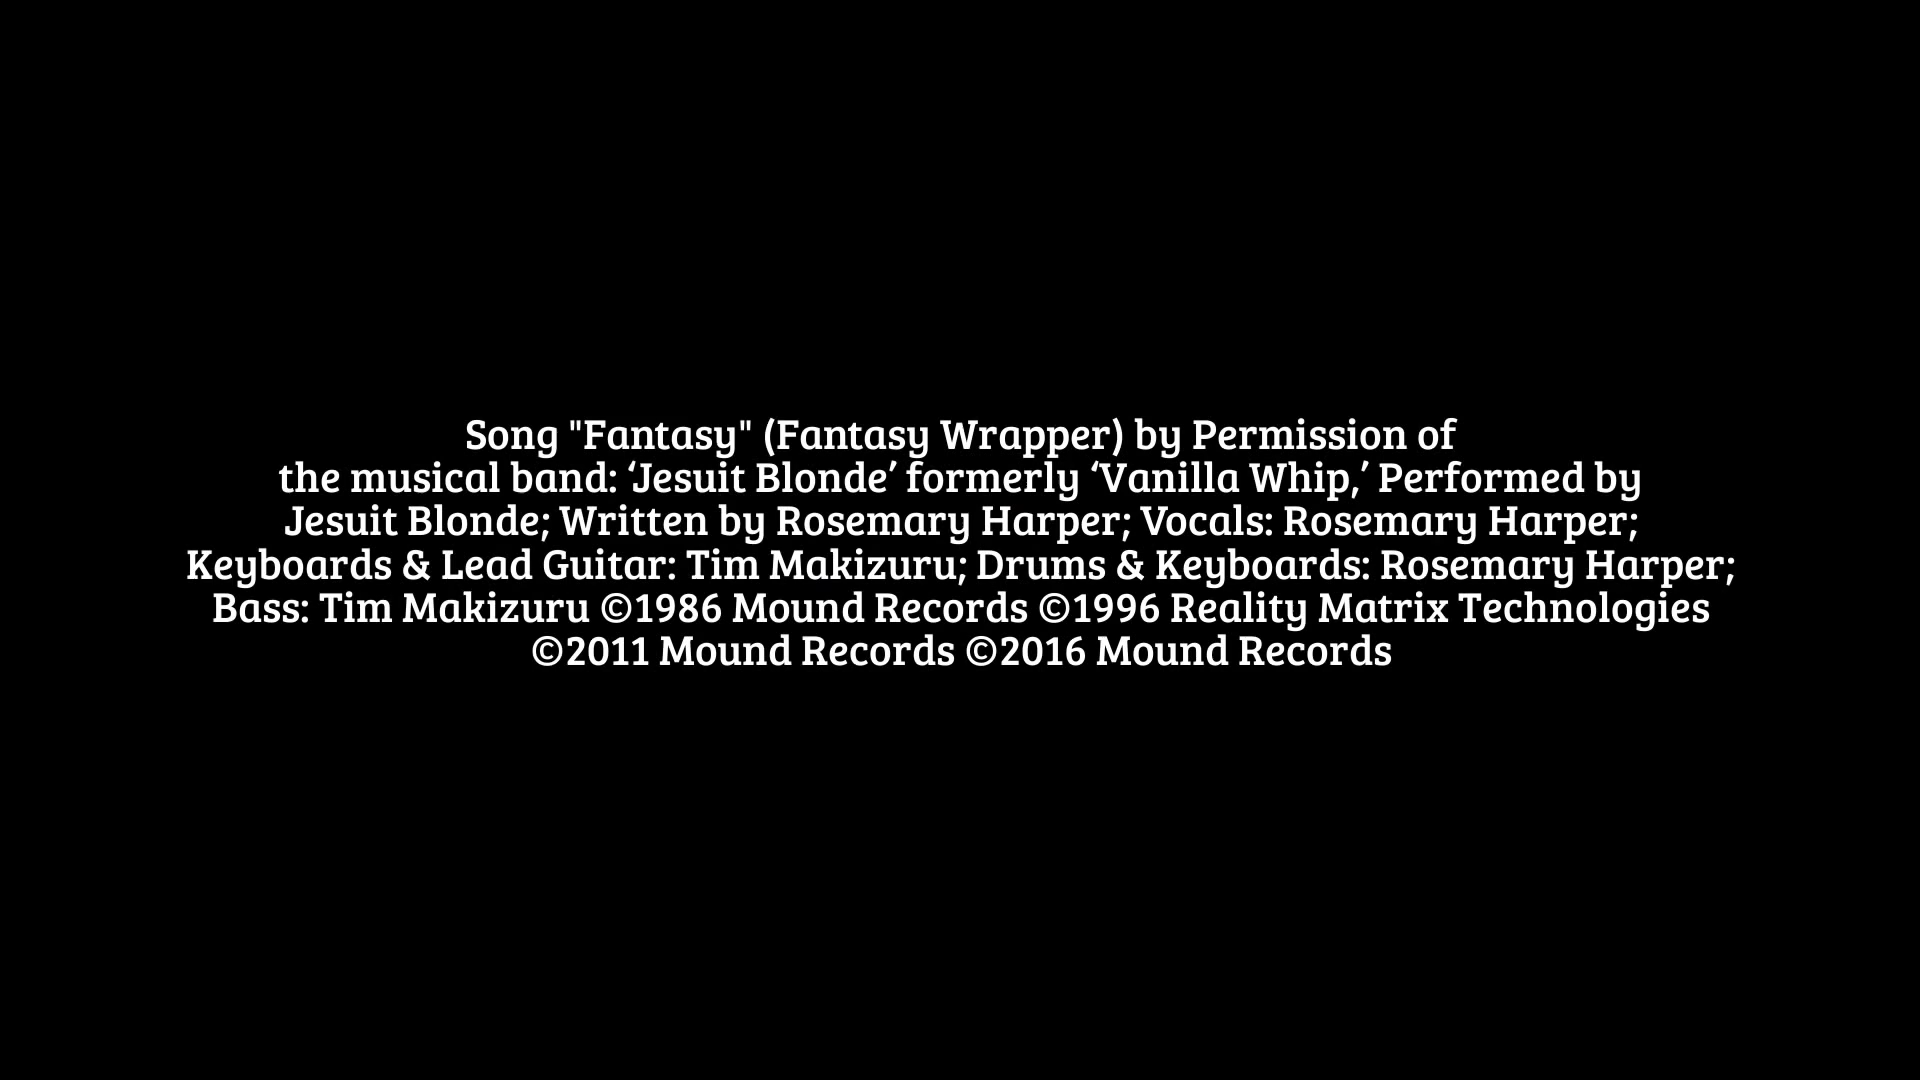 Song "Fantasy" (Fantasy Wrapper) by Permission of
the musical band: ‘Jesuit Blonde’ formerly ‘Vanilla Whip,’ Performed by
Jesuit Blonde; Written by Rosemary Harper; Vocals: Rosemary Harper;
Keyboards & Lead Guitar: Tim Makizuru; Drums & Keyboards: Rosemary Harper;
Bass: Tim Makizuru ©1986 Mound Records ©1996 Reality Matrix Technologies
©2011 Mound Records ©2016 Mound Records